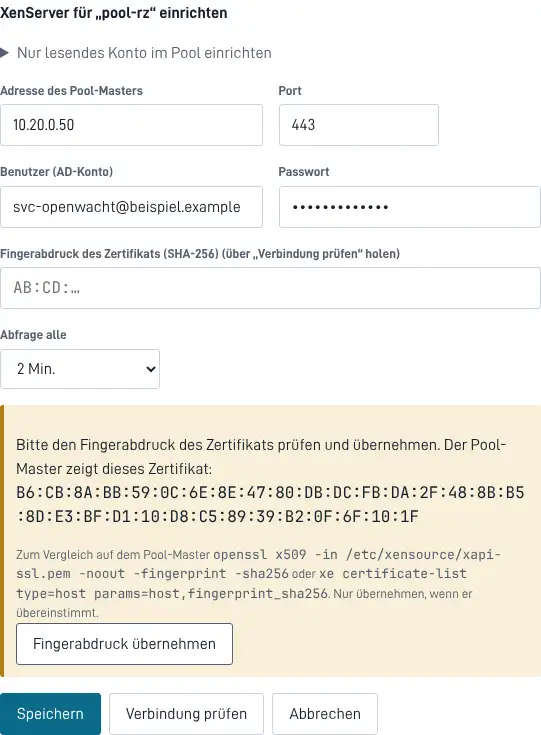 XenServer für „pool-rz“ einrichten
Nur lesendes Konto im Pool einrichten
Adresse des Pool-Masters
Port
10.20.0.50
443
Benutzer (AD-Konto)
Passwort
svc-openwacht@beispiel.example
•••••••••••••
Fingerabdruck des Zertifikats (SHA-256) (über „Verbindung prüfen“ holen)
AB:CD:…
Abfrage alle
2 Min.
Bitte den Fingerabdruck des Zertifikats prüfen und übernehmen. Der Pool-
Master zeigt dieses Zertifikat:
B6:CB:8A:BB:59:0C:6E:8E:47:80:DB:DC:FB:DA:2F:48:8B:B5
:8D:E3:BF:D1:10:D8:C5:89:39:B2:0F:6F:10:1F
Zum Vergleich auf dem Pool-Master openssl x509 -in /etc/xensource/xapi-
ssl.pem -noout -fingerprint -sha256 oder xe certificate-list
type=host params=host,fingerprint_sha256. Nur übernehmen, wenn er
übereinstimmt.
Fingerabdruck übernehmen
Speichern
Verbindung prüfen
Abbrechen